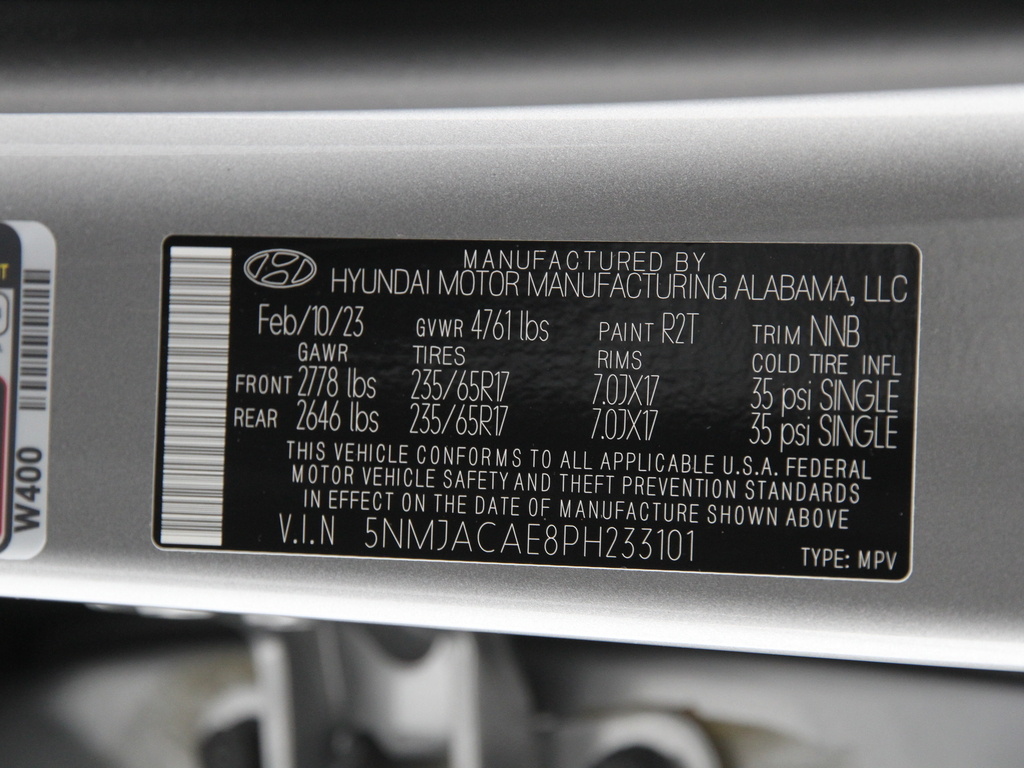 MANUFACTURED BY
HYUNDAI MOTOR MANUFACTURING ALABAMA, LLC
Feb/10/23 GVWR 4761 lbs PAINT R2T TRIM NNB
GAWR TIRES RIMS COLD TIRE INFL
FRONT 2778 lbs 235/65R17 7.0JX17 35 psi SINGLE
REAR 2646 lbs 235/65R17 7.0JX17 35 psi SINGLE
THIS VEHICLE CONFORMS TO ALL APPLICABLE U.S.A. FEDERAL
MOTOR VEHICLE SAFETY AND THEFT PREVENTION STANDARDS
IN EFFECT ON THE DATE OF MANUFACTURE SHOWN ABOVE
V.I.N 5NMJACAE8PH233101
TYPE: MPV
W400